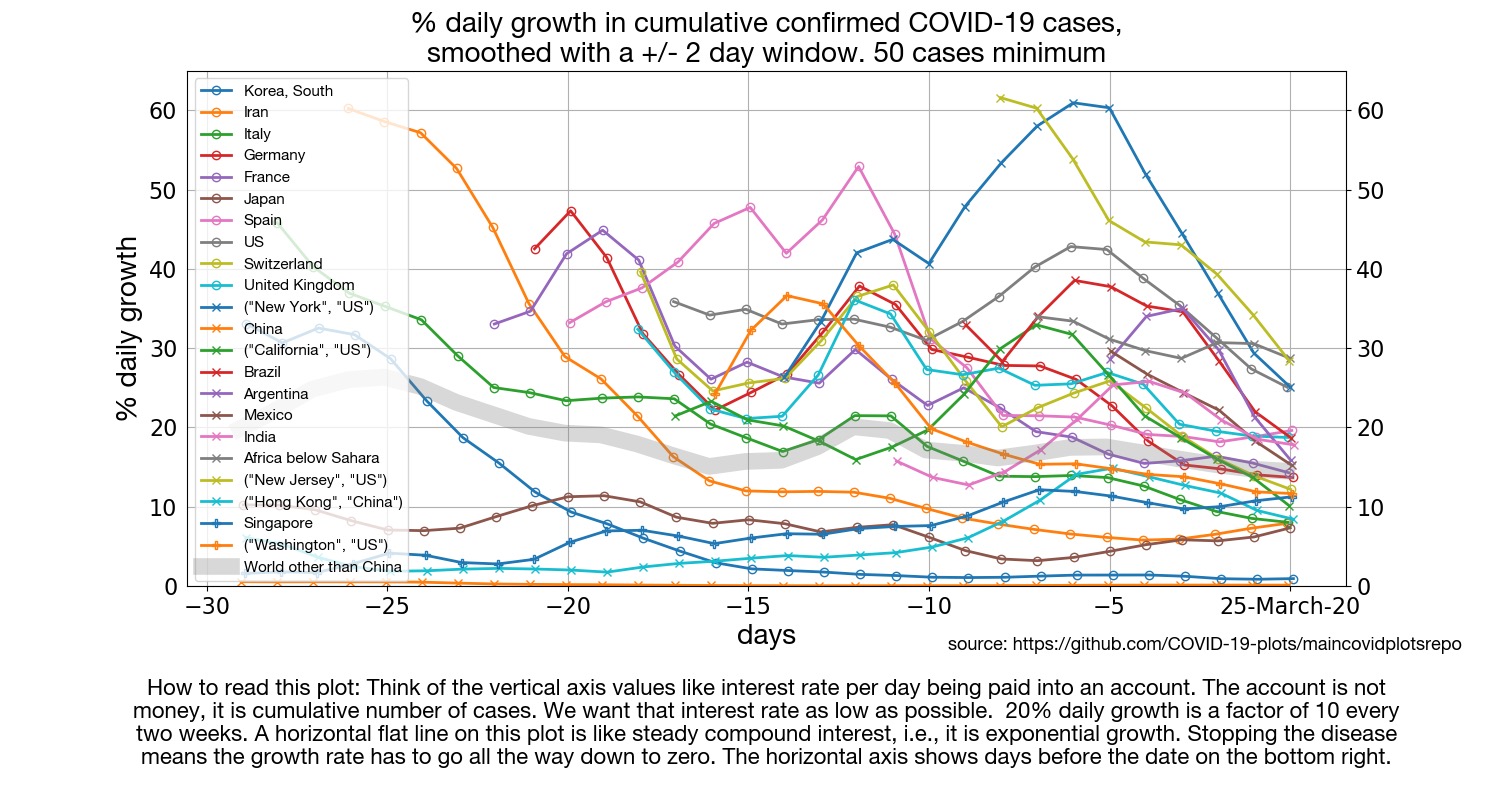 % daily growth in cumulative confirmed COVID-19 cases,
smoothed with a +/- 2 day window. 50 cases minimum
% daily growth
60
50
40
30
20
10
0
Korea, South
Iran
Italy
Germany
France
Japan
Spain
US
Switzerland
United Kingdom
("New York", "US")
China
("California", "US")
Brazil
Argentina
Mexico
India
Africa below Sahara
("New Jersey", "US")
("Hong Kong", "China")
Singapore
("Washington", "US")
World other than China
60
50
40
30
20
10
0
−30 −25 −20 −15 −10 −5 25-March-20
days
source: https://github.com/COVID-19-plots/maincovidplotsrepo
How to read this plot: Think of the vertical axis values like interest rate per day being paid into an account. The account is not
money, it is cumulative number of cases. We want that interest rate as low as possible.  20% daily growth is a factor of 10 every
two weeks. A horizontal flat line on this plot is like steady compound interest, i.e., it is exponential growth. Stopping the disease
means the growth rate has to go all the way down to zero. The horizontal axis shows days before the date on the bottom right.